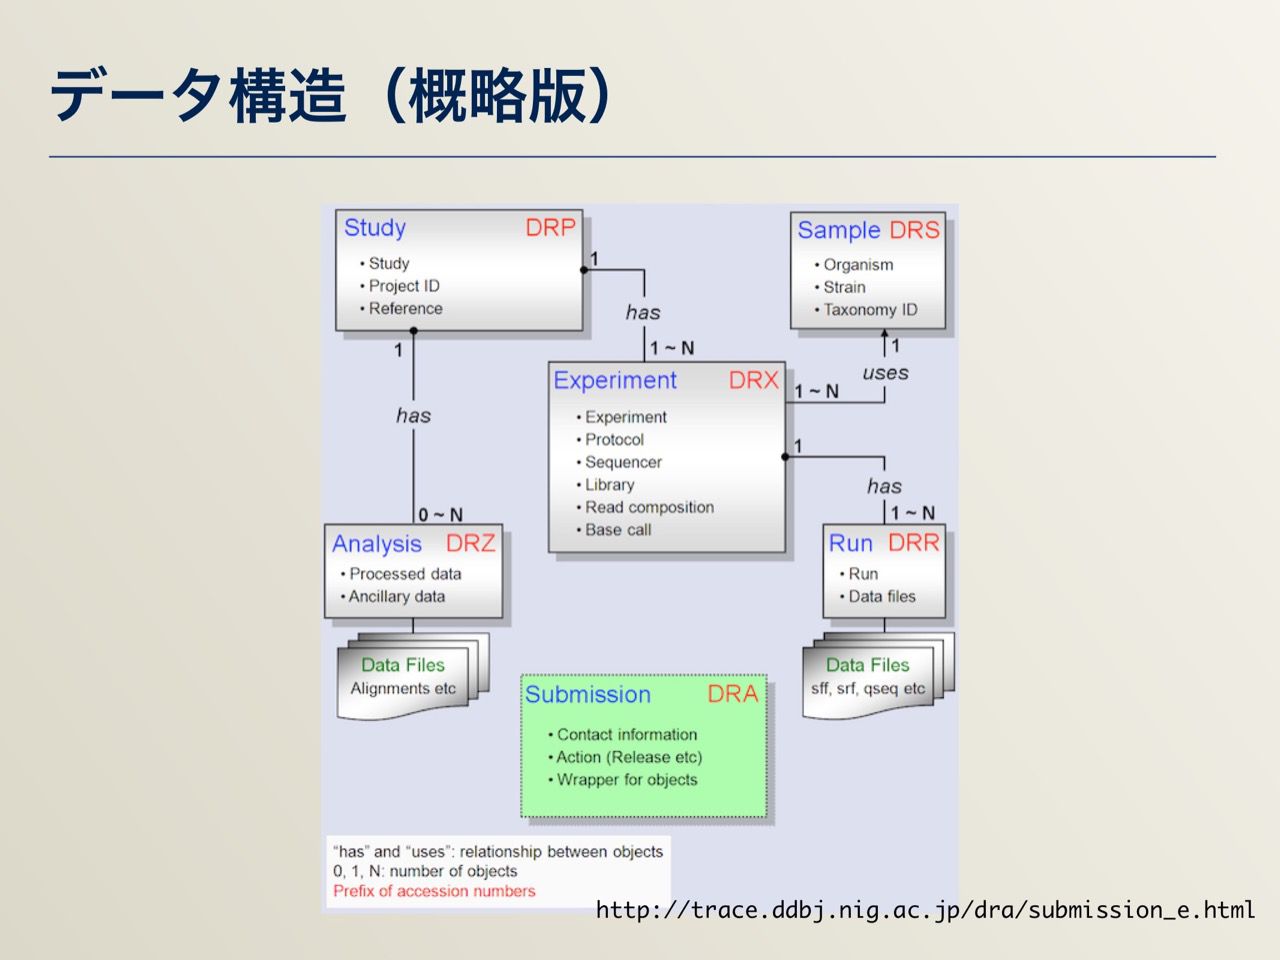 データ構造（概略版）
Study DRP
• Study
• Project ID
• Reference
1
has
1 ~ N
Sample DRS
• Organism
• Strain
• Taxonomy ID
1
uses
1 ~ N
Experiment DRX
• Experiment
• Protocol
• Sequencer
• Library
• Read composition
• Base call
1
has
1 ~ N
1
has
0 ~ N
Analysis DRZ
• Processed data
• Ancillary data
Data Files
Alignments etc
Run DRR
• Run
• Data files
Data Files
sff, srf, qseq etc
Submission DRA
• Contact information
• Action (Release etc)
• Wrapper for objects
“has” and “uses”: relationship between objects
0, 1, N: number of objects
Prefix of accession numbers
http://trace.ddbj.nig.ac.jp/dra/submission_e.html